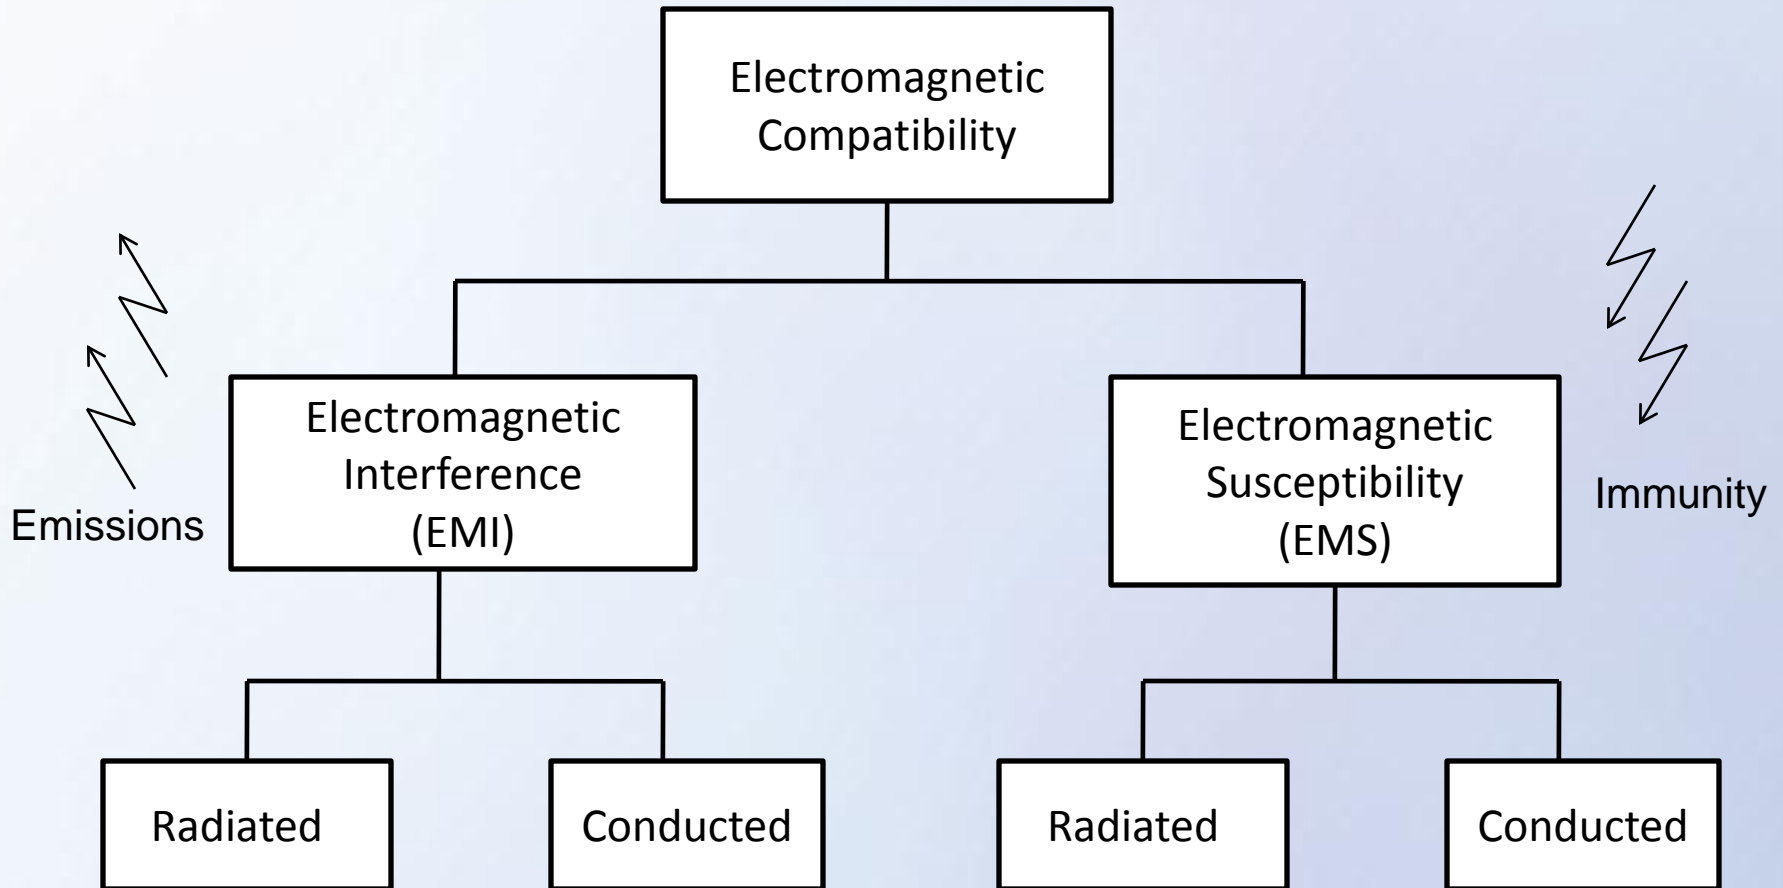 Electromagnetic
Compatibility
Electromagnetic
Interference
(EMI)
Emissions
Electromagnetic
Susceptibility
(EMS)
Immunity
Radiated
Conducted
Radiated
Conducted